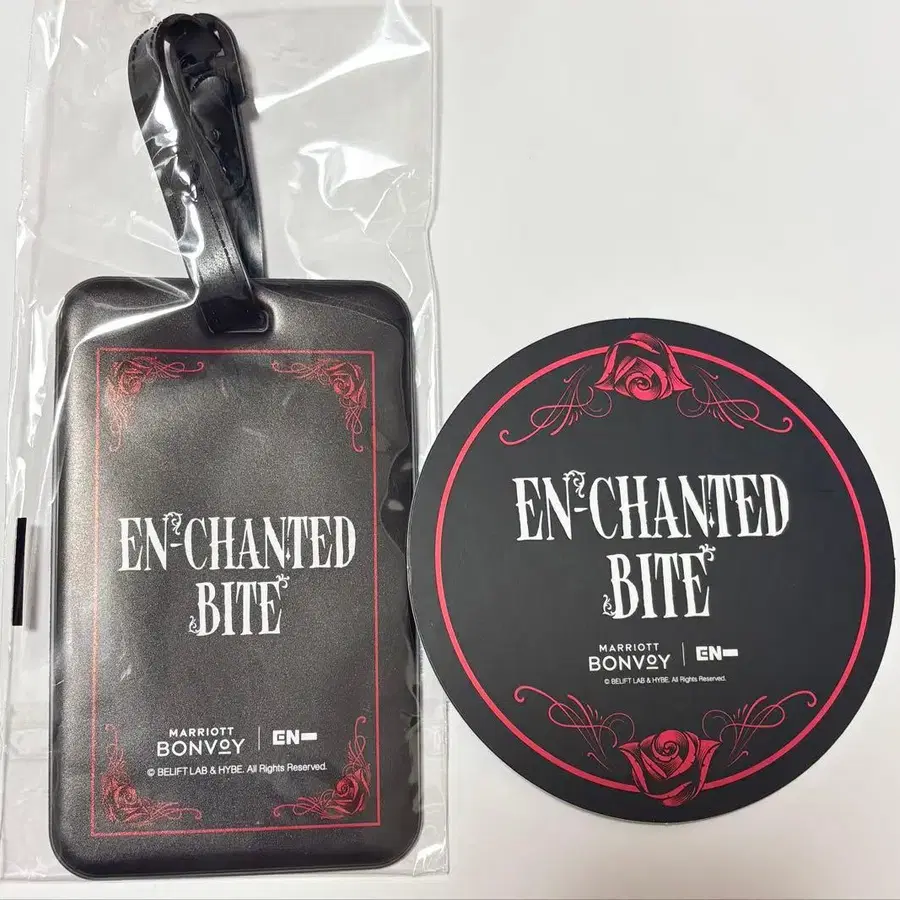 EN-CHANTED
BITE
MARRIOTT
BONVOY
EN-
© BELIFT LAB & HYBE. All Rights Reserved.
EN-CHANTED
BITE
MARRIOTT
BONVOY
EN-
© BELIFT LAB & HYBE. All Rights Reserved.